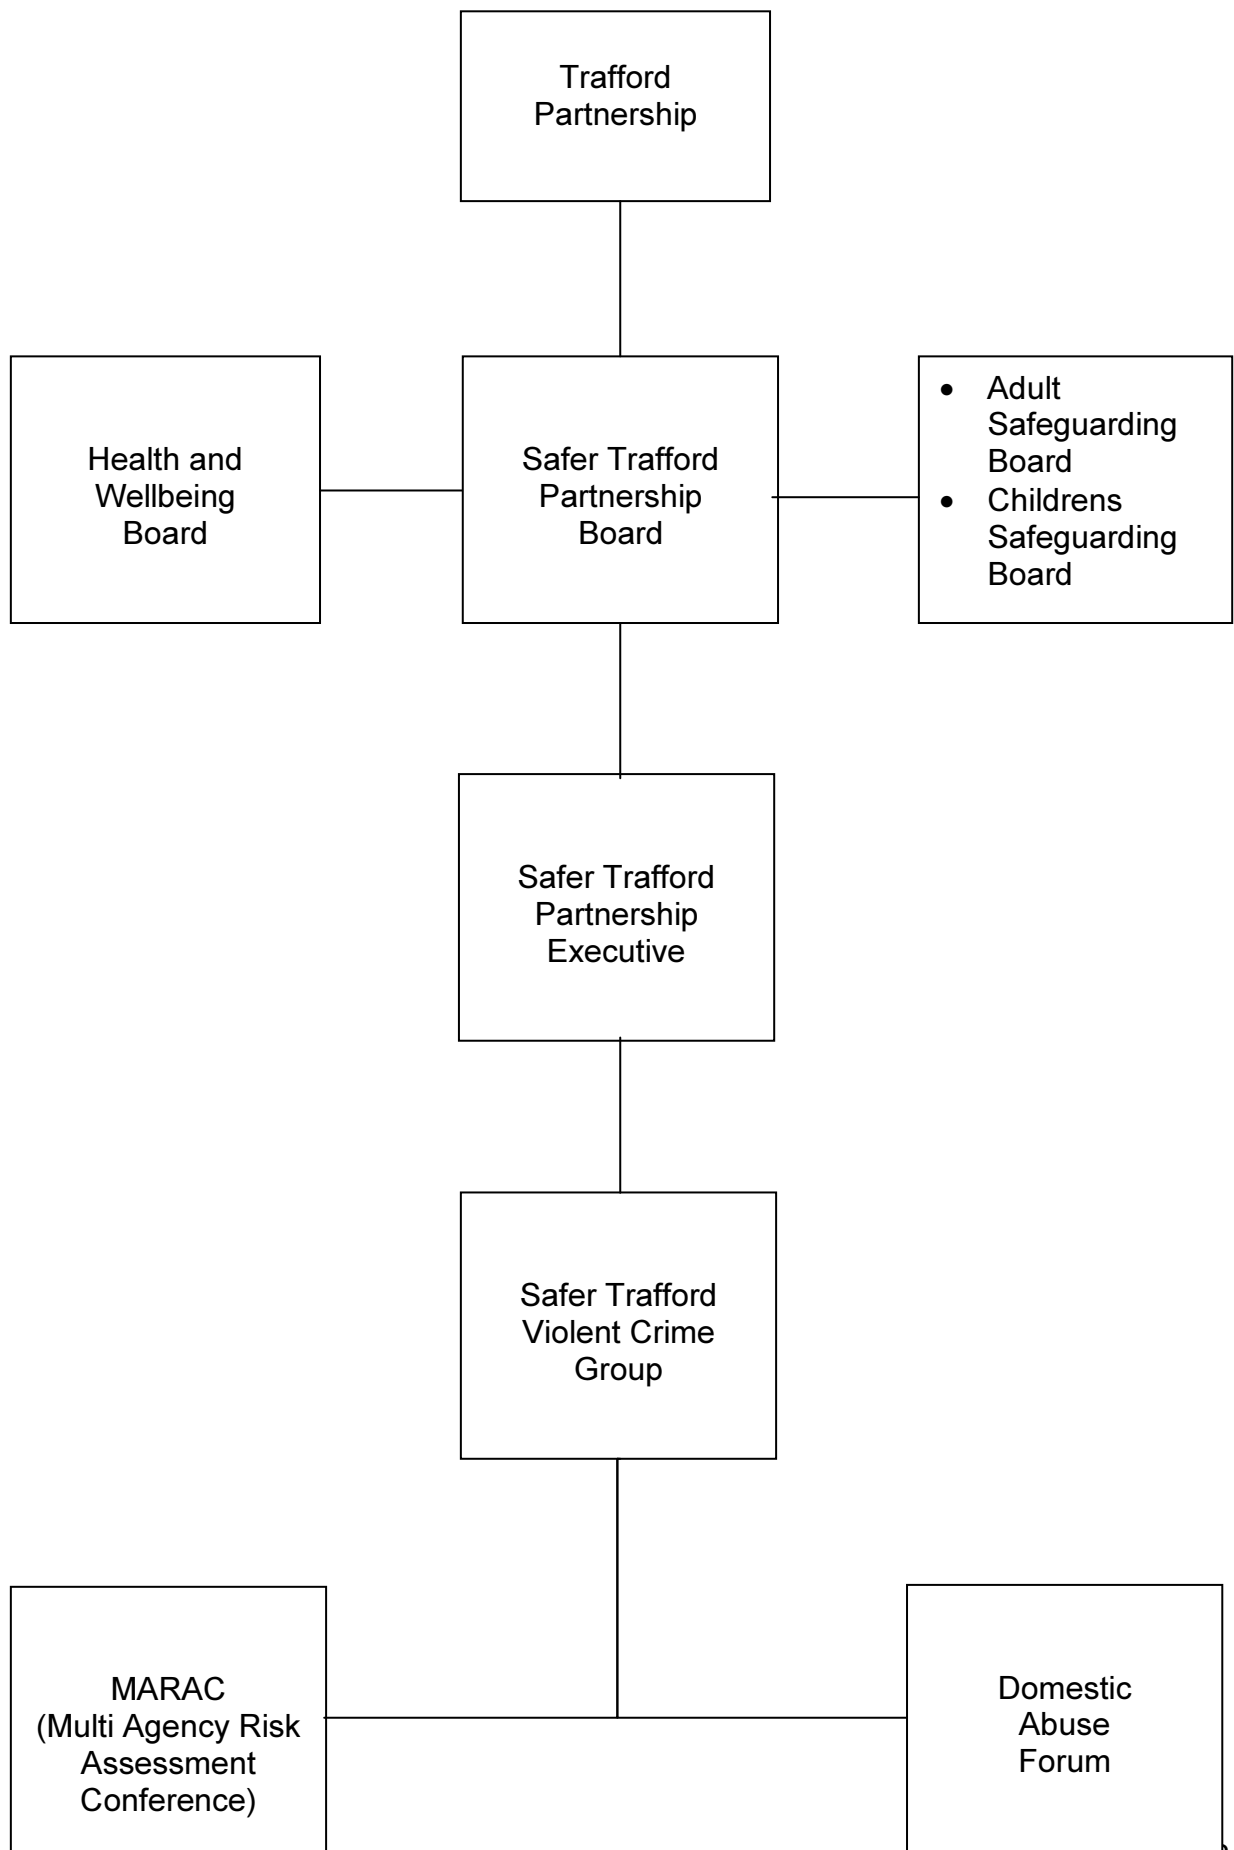 Trafford
Partnership
Health and
Wellbeing
Board
Safer Trafford
Partnership
Board
• Adult
Safeguarding
Board
• Childrens
Safeguarding
Board
Safer Trafford
Partnership
Executive
Safer Trafford
Violent Crime
Group
MARAC
(Multi Agency Risk
Assessment
Conference)
Domestic
Abuse
Forum